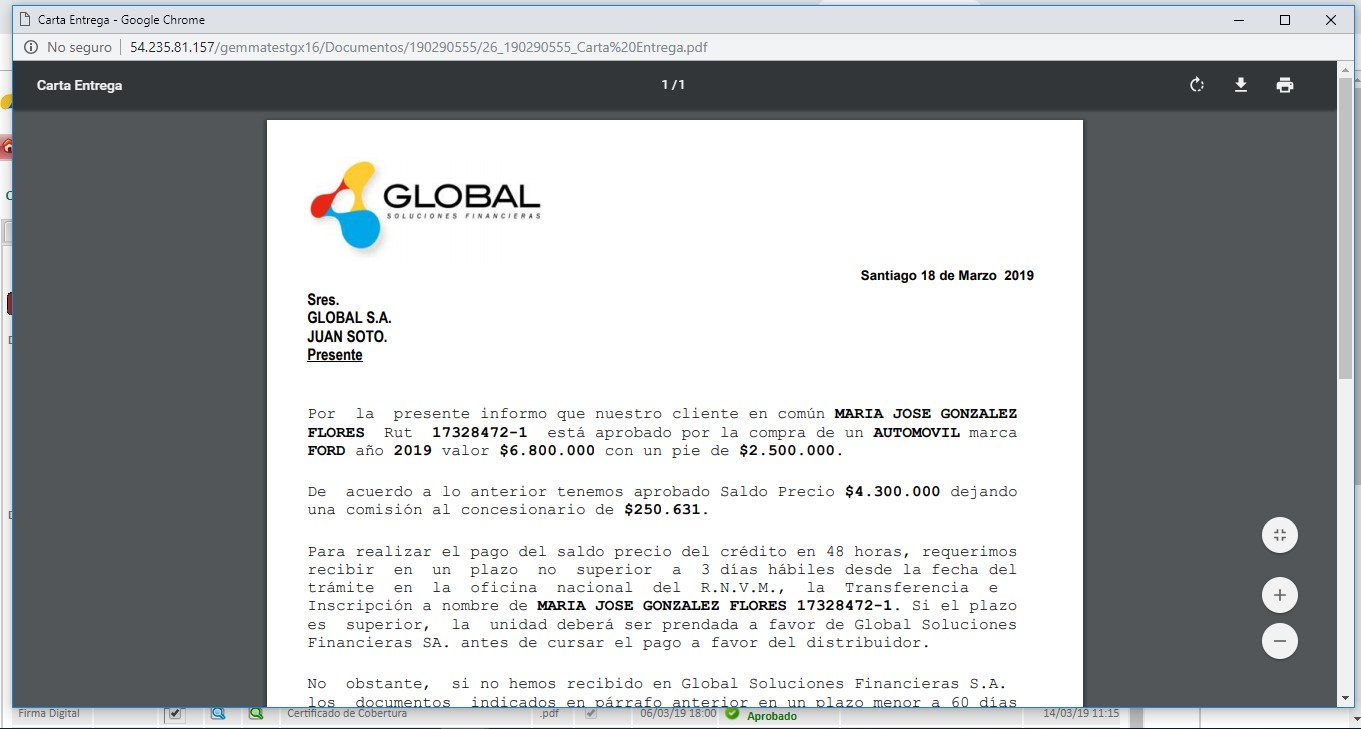 Carta Entrega - Google Chrome
No seguro | 54.235.81.157/gemmatestgx16/Documentos/190290555/26_190290555_Carta%20Entrega.pdf
Carta Entrega 1 / 1
GLOBAL
SOLUCIONES FINANCIERAS
Santiago 18 de Marzo 2019
Sres.
GLOBAL S.A.
JUAN SOTO.
Presente
Por la presente informo que nuestro cliente en común MARIA JOSE GONZALEZ
FLORES Rut 17328472-1 está aprobado por la compra de un AUTOMOVIL marca
FORD año 2019 valor $6.800.000 con un pie de $2.500.000.
De acuerdo a lo anterior tenemos aprobado Saldo Precio $4.300.000 dejando
una comisión al concesionario de $250.631.
Para realizar el pago del saldo precio del crédito en 48 horas, requerimos
recibir en un plazo no superior a 3 días hábiles desde la fecha del
trámite en la oficina nacional del R.N.V.M., la Transferencia e
Inscripción a nombre de MARIA JOSE GONZALEZ FLORES 17328472-1. Si el plazo
es superior, la unidad deberá ser prendada a favor de Global Soluciones
Financieras SA. antes de cursar el pago a favor del distribuidor.
No obstante, si no hemos recibido en Global Soluciones Financieras S.A.
los documentos indicados en párrafo anterior en un plazo menor a 60 días
Firma Digital Certificado de Cobertura .pdf 06/03/19 18:00 Aprobado 14/03/19 11:15